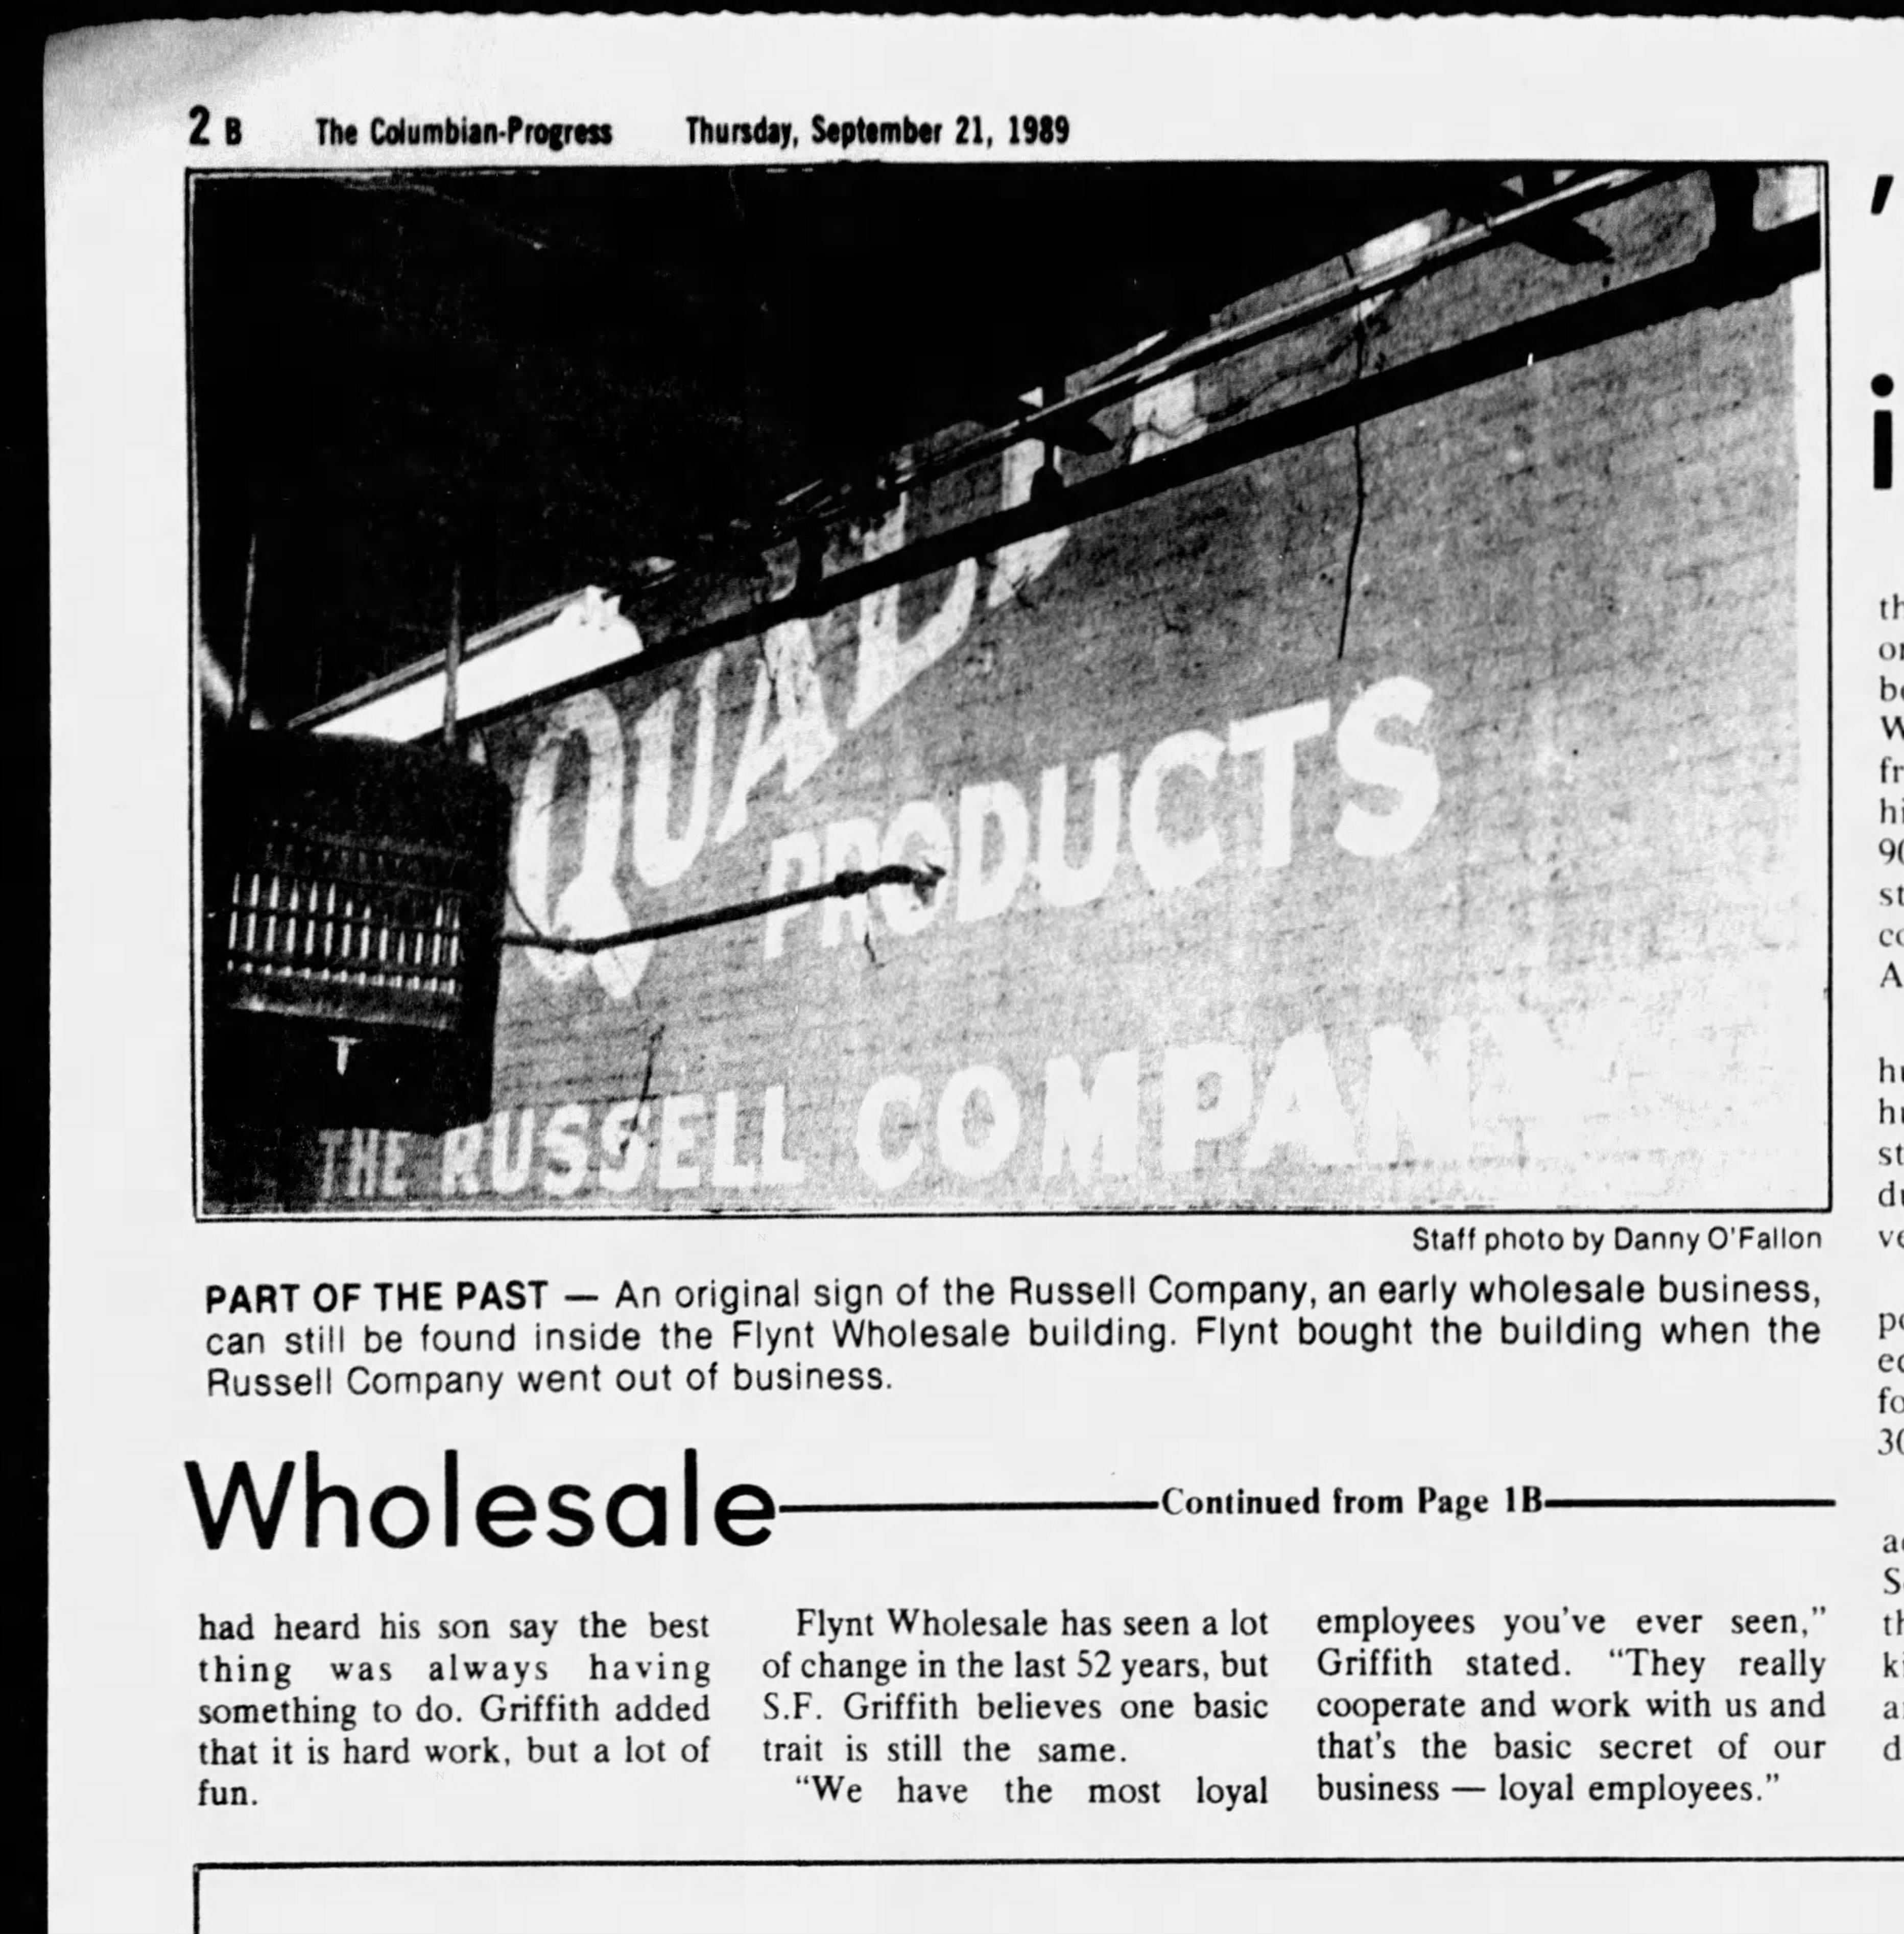 2 B The Columbian-Progress Thursday, September 21, 1989
PRODUCTS
THE RUSSELL COMPANY
Staff photo by Danny O'Fallon
PART OF THE PAST — An original sign of the Russell Company, an early wholesale business,
can still be found inside the Flynt Wholesale building. Flynt bought the building when the
Russell Company went out of business.
Wholesale
Continued from Page 1B
had heard his son say the best
thing was always having
something to do. Griffith added
that it is hard work, but a lot of
fun.
Flynt Wholesale has seen a lot
of change in the last 52 years, but
S.F. Griffith believes one basic
trait is still the same.
"We have the most loyal
employees you've ever seen,"
Griffith stated. "They really
cooperate and work with us and
that's the basic secret of our
business — loyal employees."